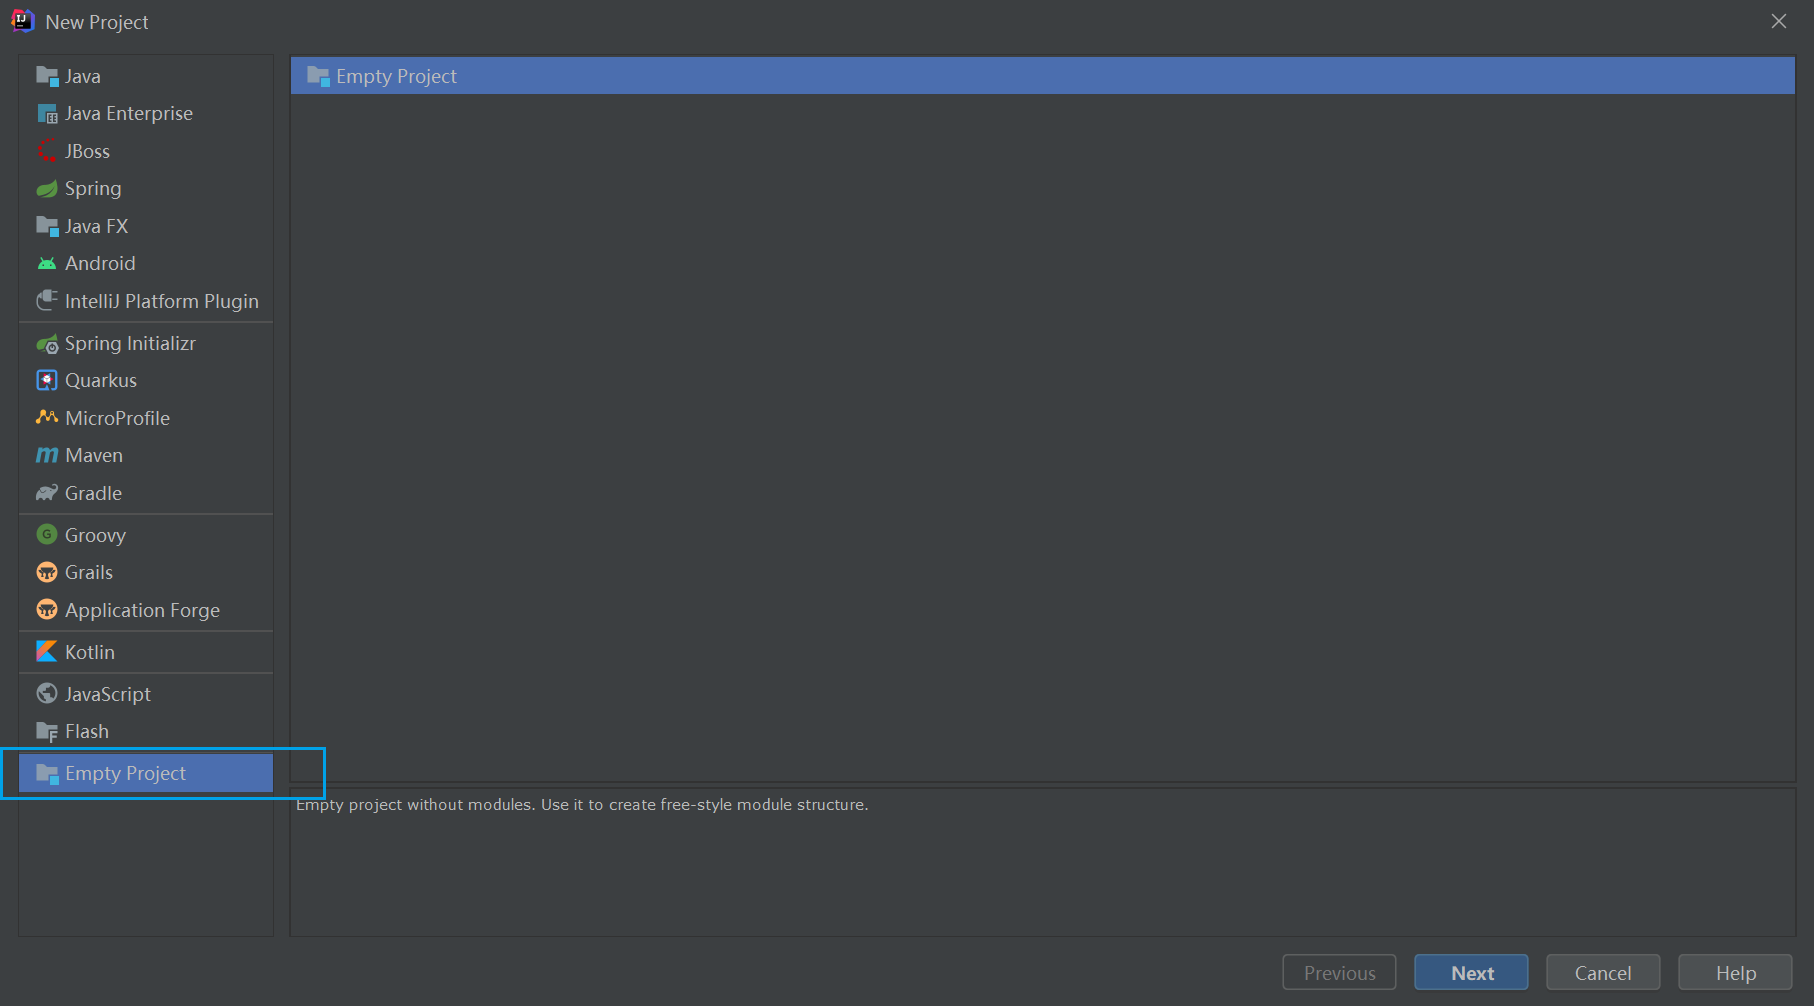 New Project
Java
Java Enterprise
JBoss
Spring
Java FX
Android
IntelliJ Platform Plugin
Spring Initializr
Quarkus
MicroProfile
Maven
Gradle
Groovy
Grails
Application Forge
Kotlin
JavaScript
Flash
Empty Project
Empty Project
Empty project without modules. Use it to create free-style module structure.
Previous Next Cancel Help